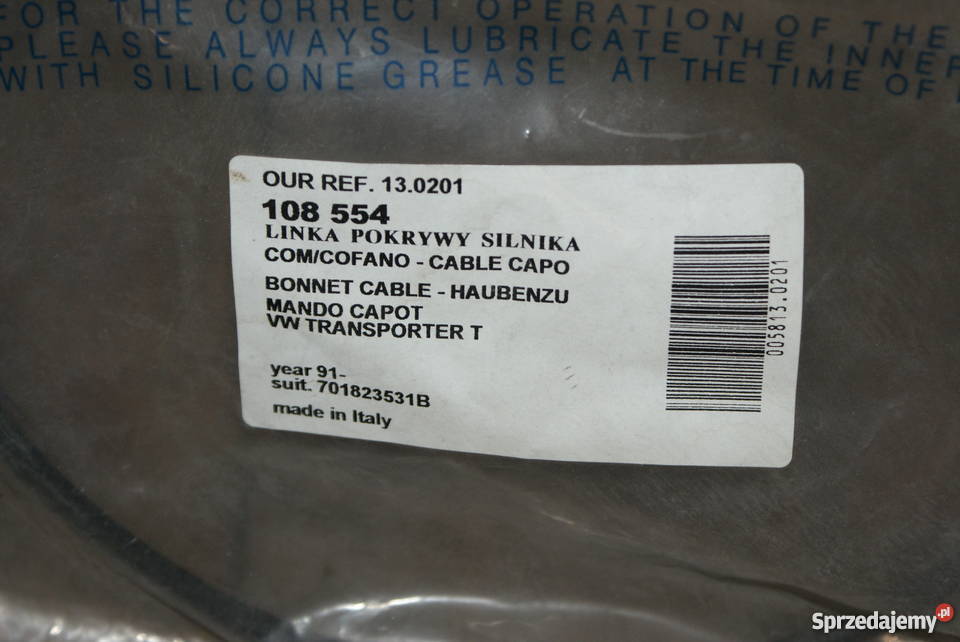 FOR THE CORRECT OPERATION OF THE
PLEASE ALWAYS LUBRICATE THE INNER
WITH SILICONE GREASE AT THE TIME OF
OUR REF. 13.0201
108 554
LINKA POKRYWY SILNIKA
COM/COFANO - CABLE CAPO
BONNET CABLE - HAUBENZU
MANDO CAPOT
VW TRANSPORTER T
year 91-
suit. 701823531B
made in Italy
005813.0201
Sprzedajemy.pl